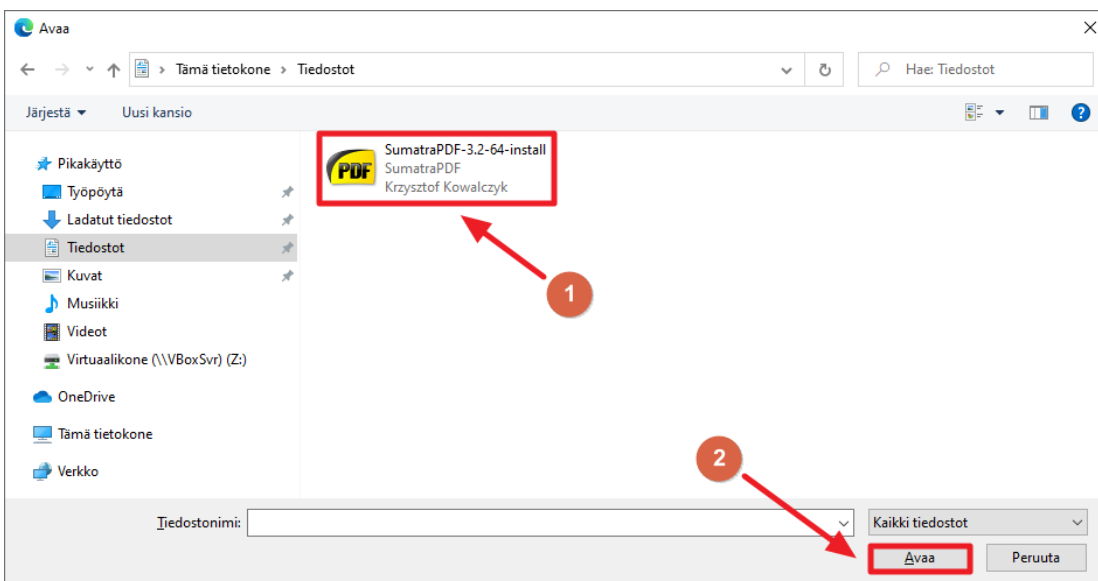 Avaa
Tämä tietokone > Tiedostot
Hae: Tiedostot
Järjestä
Uusi kansio
Pikakäyttö
Työpöytä
Ladatut tiedostot
Tiedostot
Kuvat
Musiikki
Videot
Virtuaalikone (\\VBoxSvr) (Z:)
OneDrive
Tämä tietokone
Verkko
PDF
SumatraPDF-3.2-64-install
SumatraPDF
Krzysztof Kowalczyk
1
2
Tiedostonimi:
Kaikki tiedostot
Avaa
Peruuta